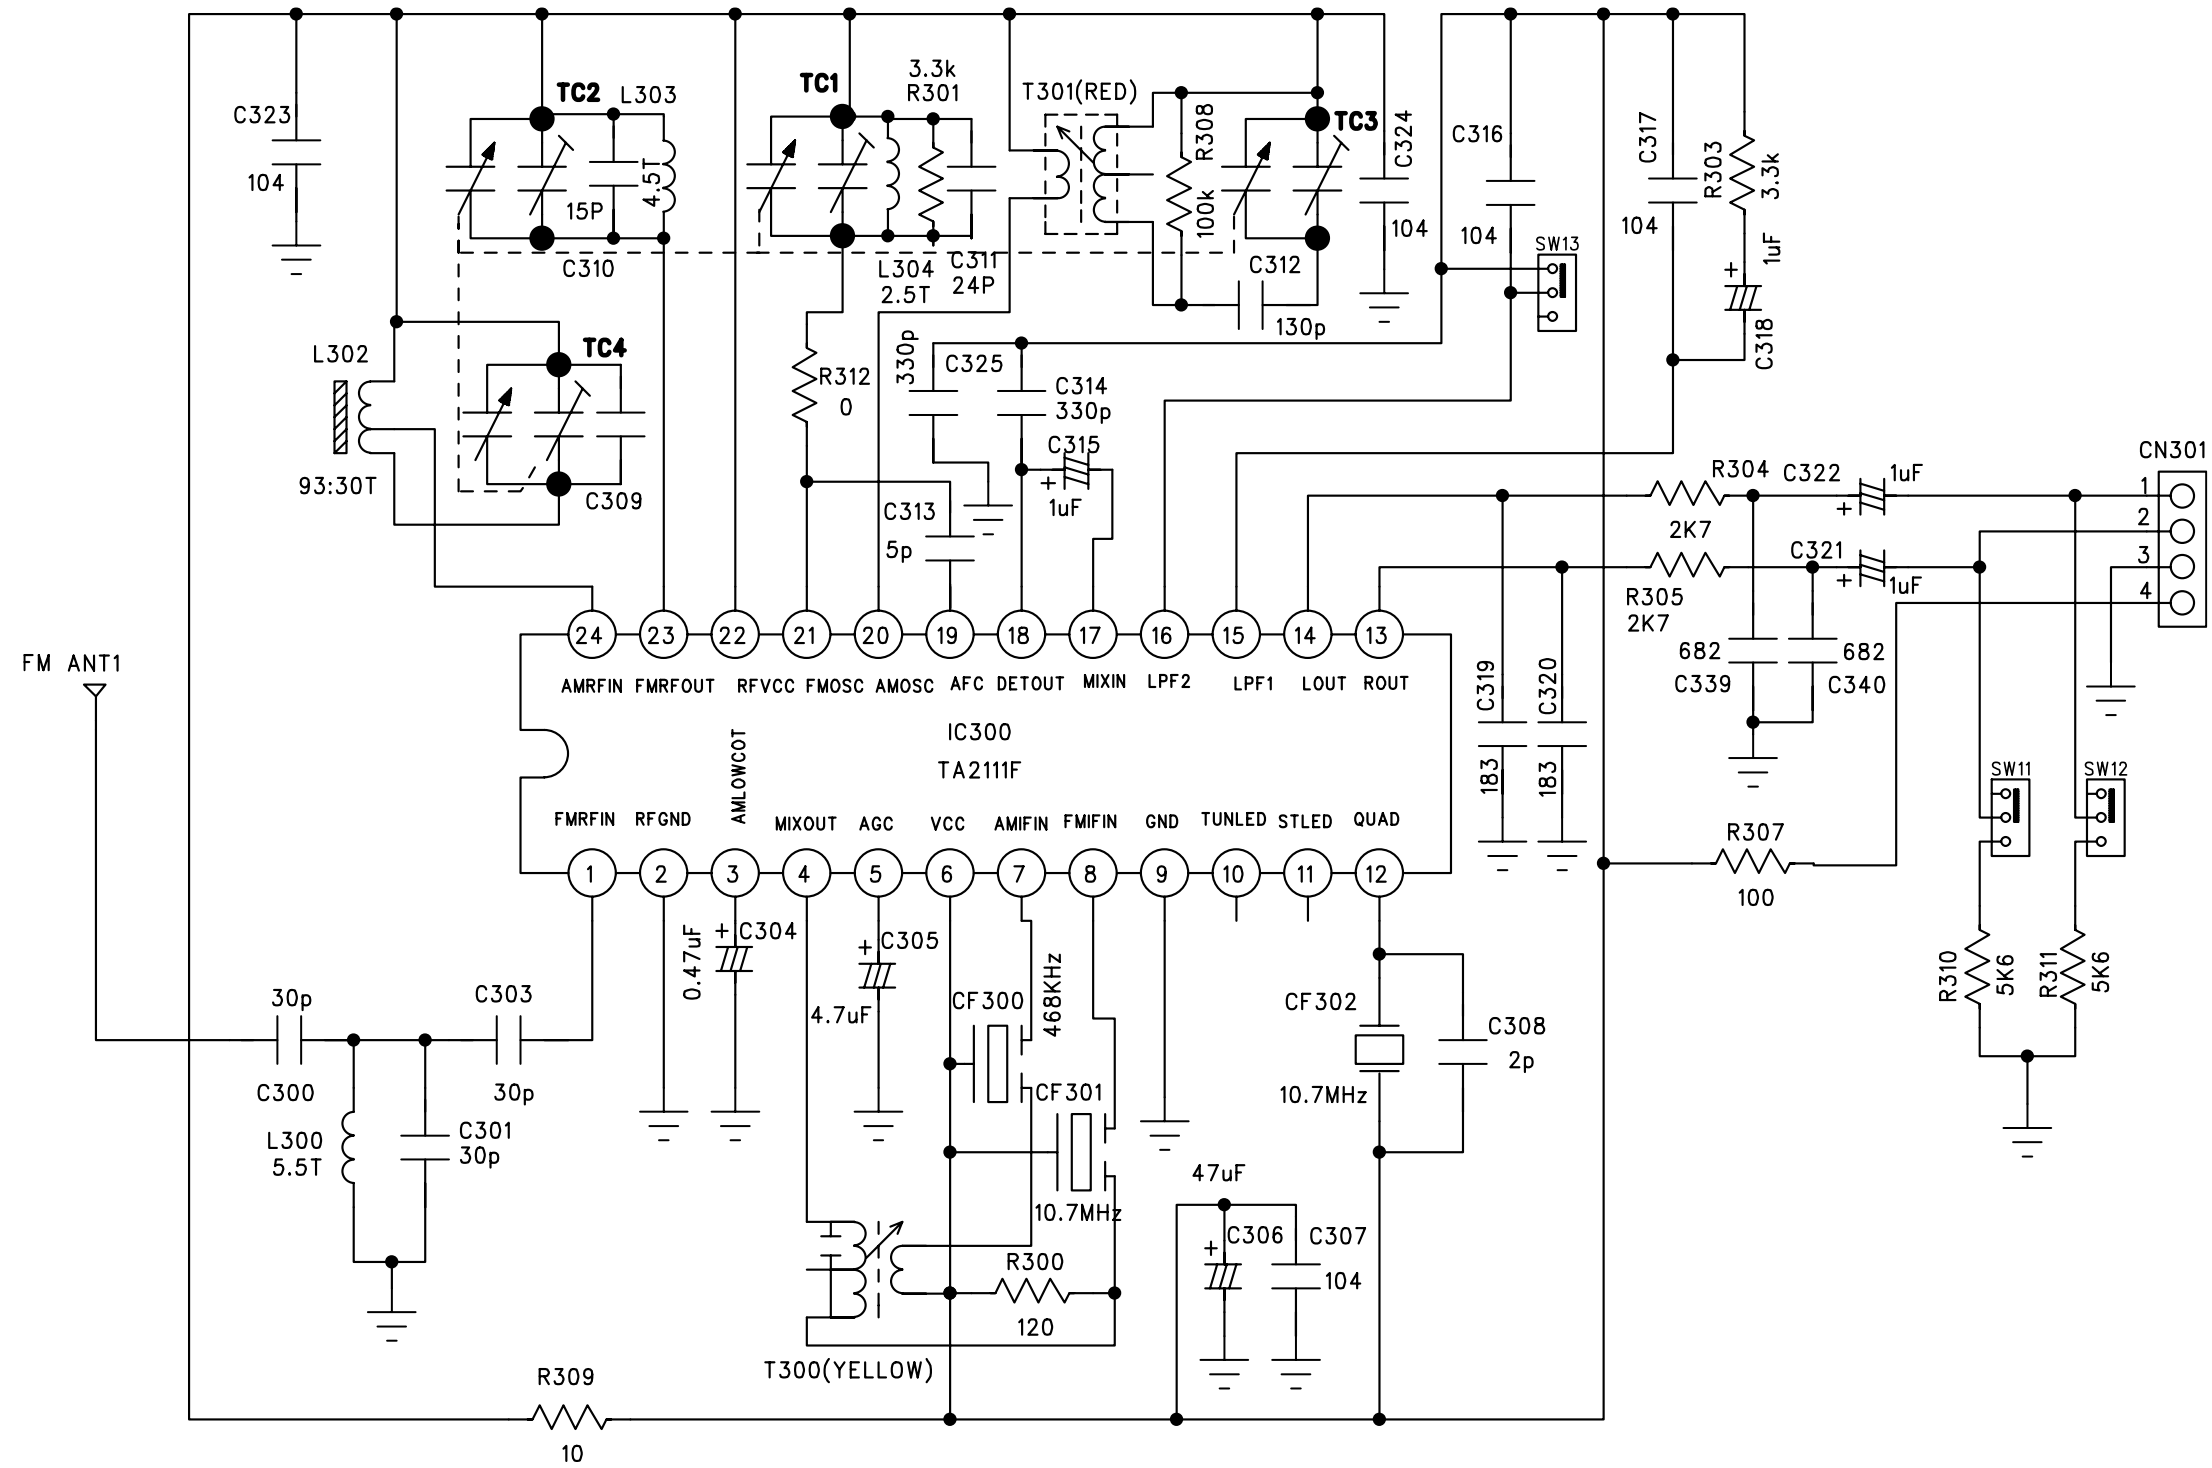 C323
104
TC2
L303
4.5T
15P
C310
TC1
3.3k
R301
L304
2.5T
C311
24P
T301(RED)
R308
100k
TC3
C312
130p
C324
104
C316
104
SW13
C317
104
R303
3.3k
+
1uF
C318
L302
93:30T
TC4
C309
R312
0
330p
C325
C314
330p
C315
+
1uF
C313
5p
R304
2K7
C322
1uF
+
C321
1uF
+
R305
2K7
CN301
1
2
3
4
682
C339
682
C340
FM ANT1
24 23 22 21 20 19 18 17 16 15 14 13
AMRFIN FMRFOUT RFVCC FMOSC AMOSC AFC DETOUT MIXIN LPF2 LPF1 LOUT ROUT
IC300
TA2111F
FMRFIN RFGND AMLOWCOT MIXOUT AGC VCC AMIFIN FMIFIN GND TUNLED STLED QUAD
1 2 3 4 5 6 7 8 9 10 11 12
C319
183
C320
183
SW11
SW12
R307
100
R310
5K6
R311
5K6
30p
C300
C303
30p
L300
5.5T
C301
30p
0.47uF
+
C304
+
C305
4.7uF
CF300
468KHz
CF301
10.7MHz
CF302
10.7MHz
C308
2p
47uF
+
C306
C307
104
R300
120
T300(YELLOW)
R309
10